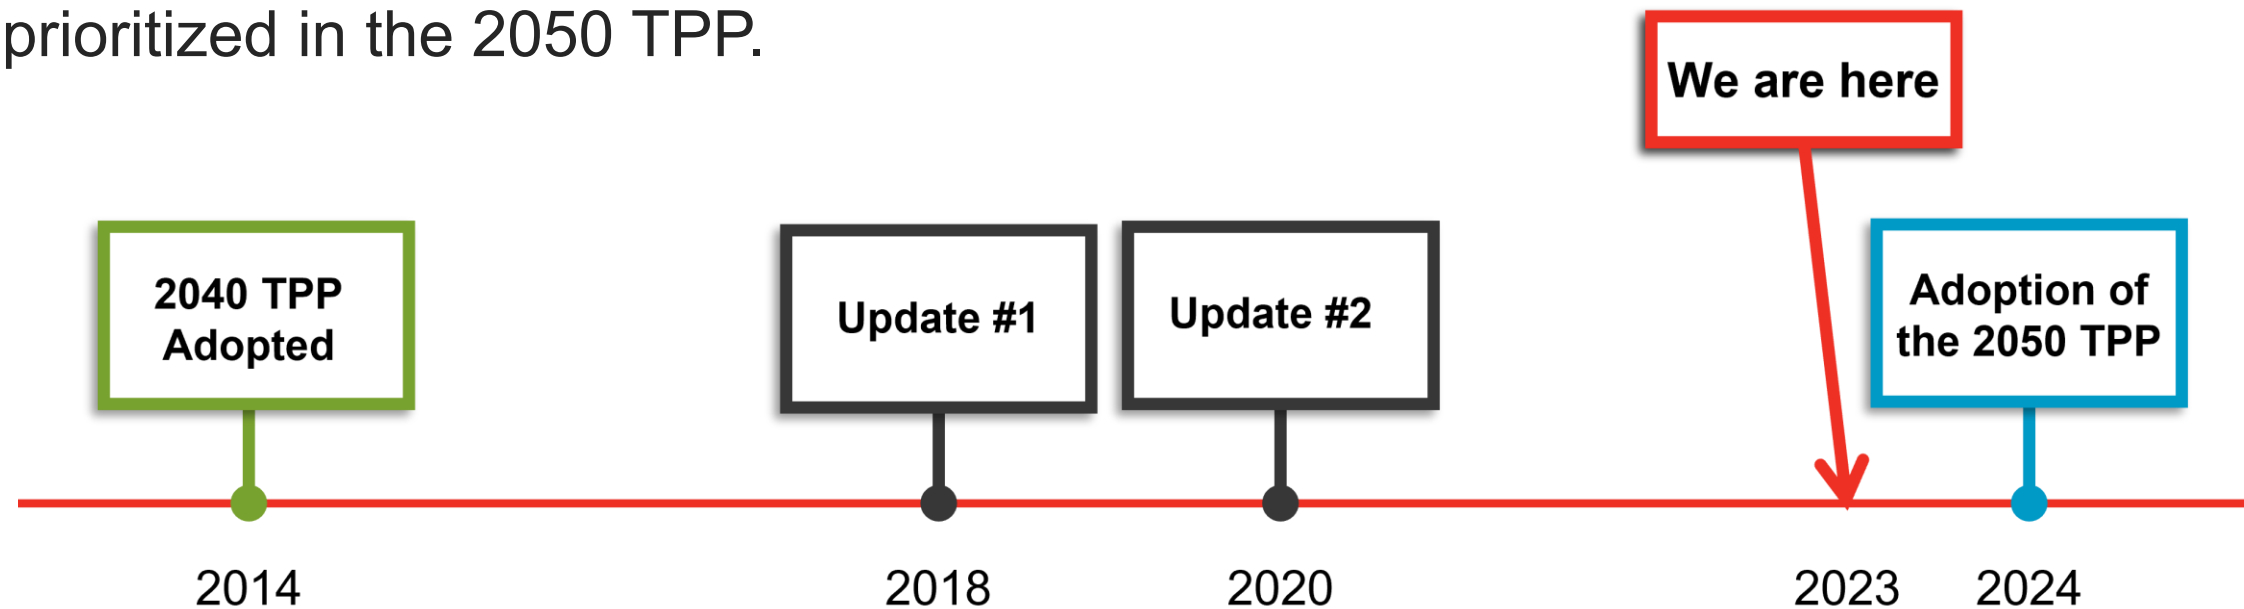 prioritized in the 2050 TPP.
We are here
2040 TPP
Adopted
Update #1
Update #2
Adoption of
the 2050 TPP
2014
2018
2020
2023
2024